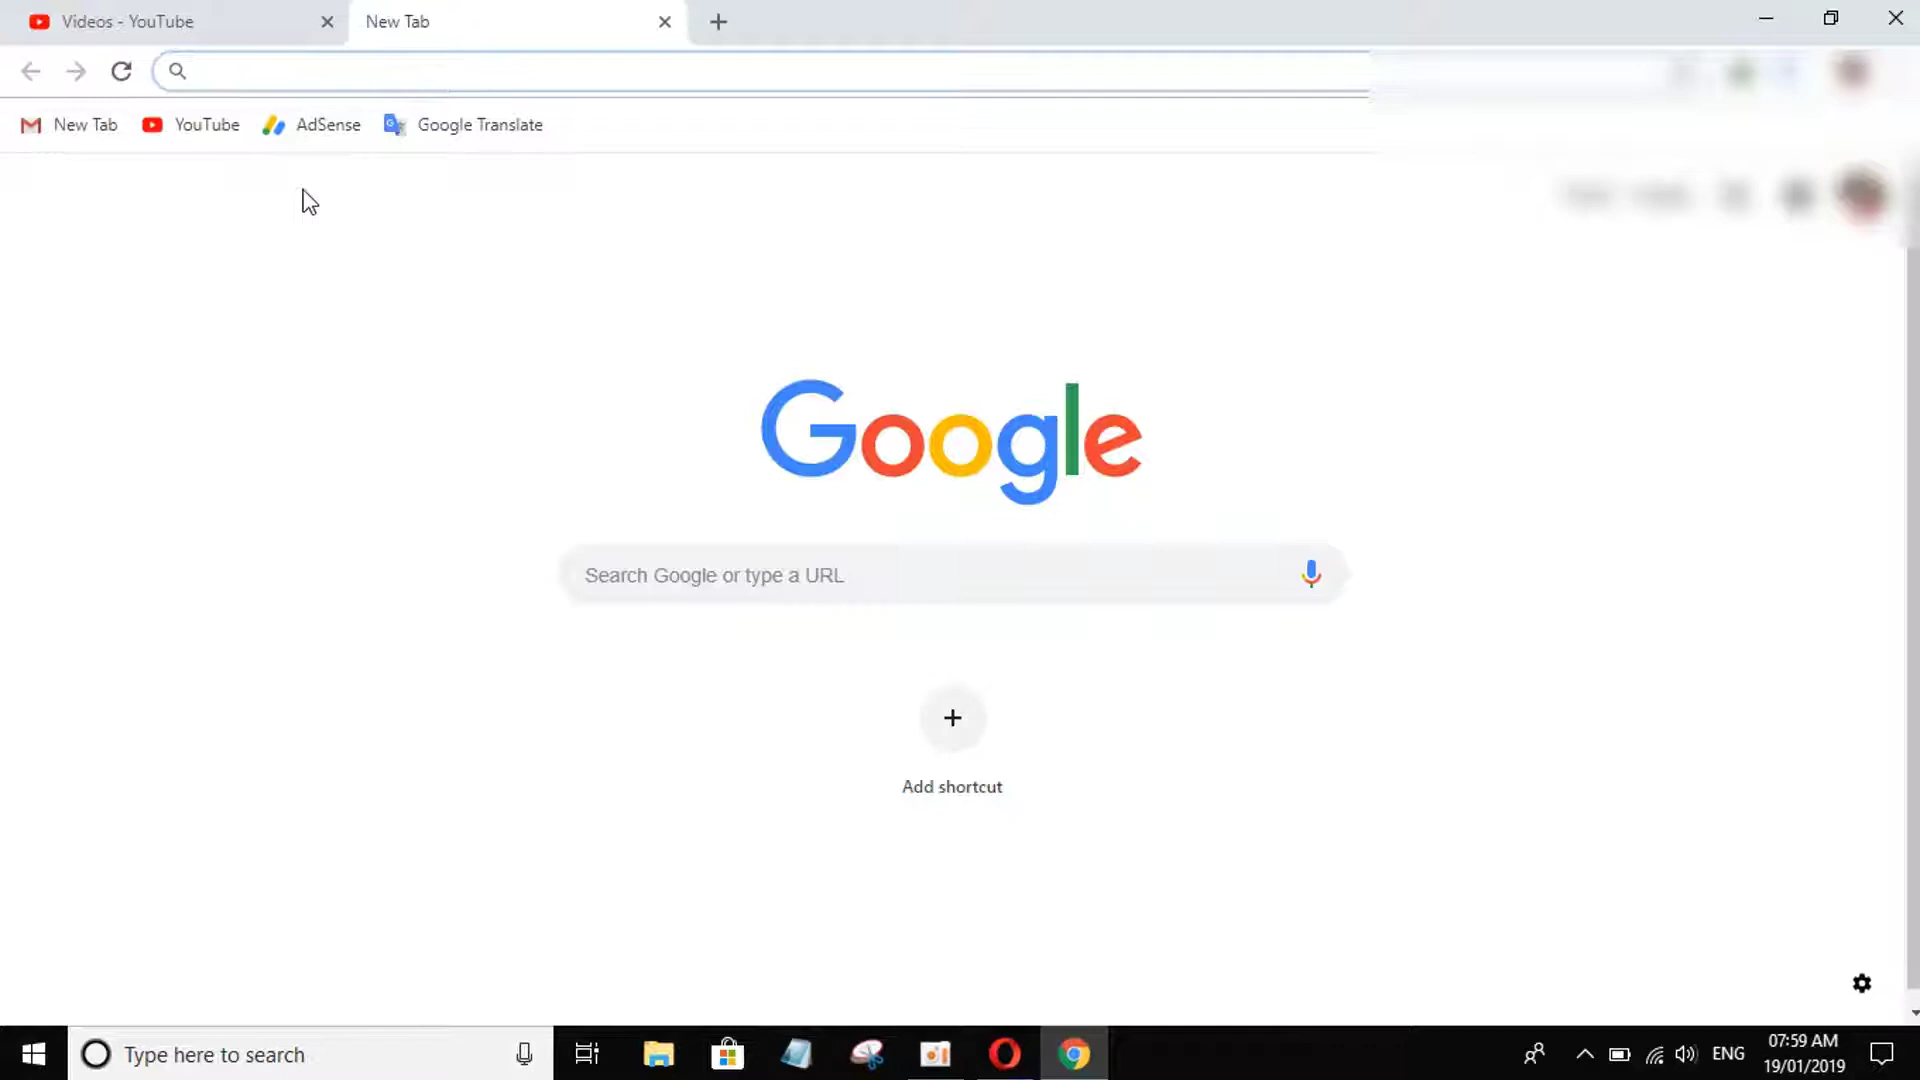 Videos - YouTube
New Tab
New Tab YouTube AdSense Google Translate
Google
Search Google or type a URL
Add shortcut
Type here to search
ENG
07:59 AM
19/01/2019